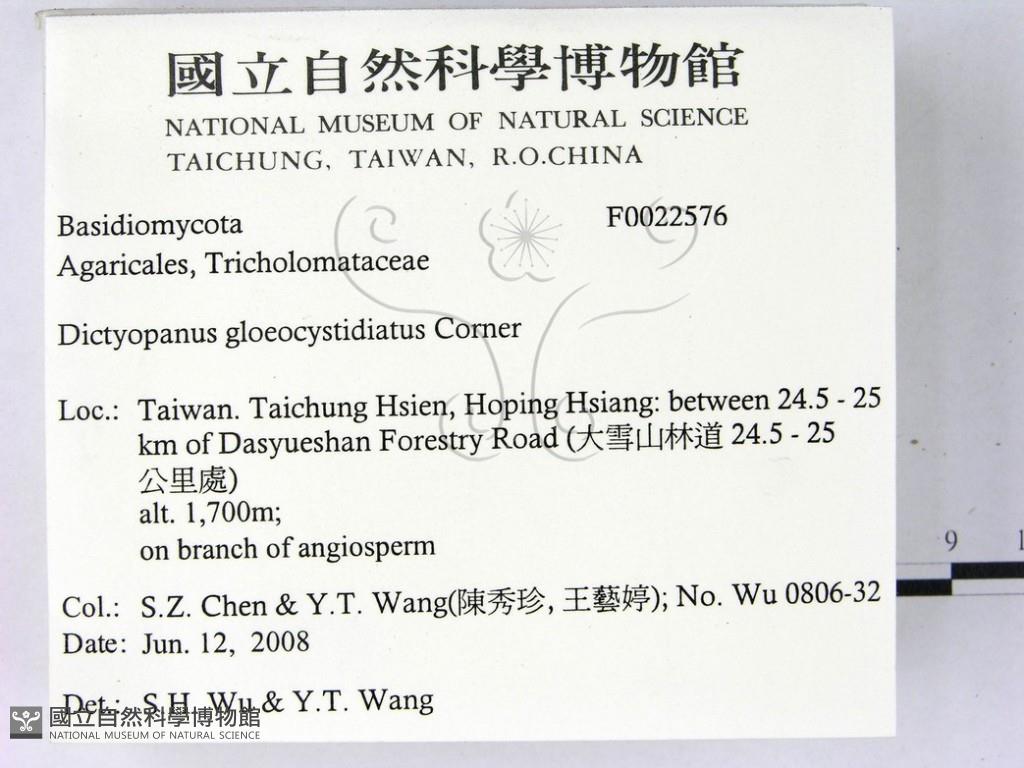 國立自然科學博物館
NATIONAL MUSEUM OF NATURAL SCIENCE
TAICHUNG, TAIWAN, R.O.CHINA
Basidiomycota F0022576
Agaricales, Tricholomataceae
Dictyopanus gloeocystidiatus Corner
Loc.: Taiwan. Taichung Hsien, Hoping Hsiang: between 24.5 - 25
km of Dasyueshan Forestry Road (大雪山林道 24.5 - 25
公里處)
alt. 1,700m;
on branch of angiosperm
9 1
Col.: S.Z. Chen & Y.T. Wang(陳秀珍, 王藝婷); No. Wu 0806-32
Date: Jun. 12, 2008
Det.: S.H. Wu & Y.T. Wang
國立自然科學博物館
NATIONAL MUSEUM OF NATURAL SCIENCE